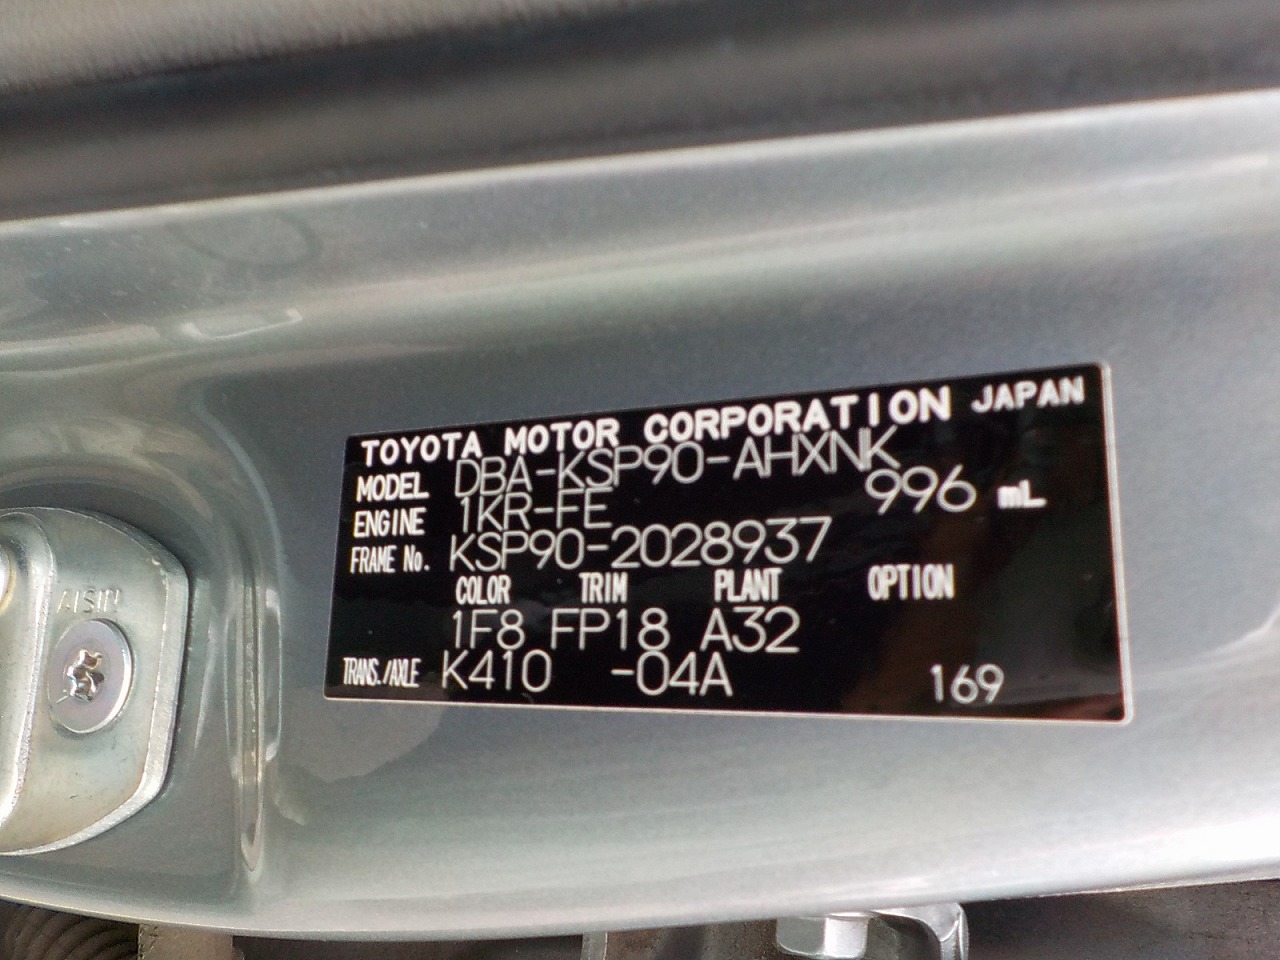 TOYOTA MOTOR CORPORATION JAPAN
MODEL DBA-KSP90-AHXNK
ENGINE 1KR-FE 996 mL
FRAME No. KSP90-2028937
COLOR TRIM PLANT OPTION
1F8 FP18 A32
TRANS./AXLE K410 -04A 169
AISIN